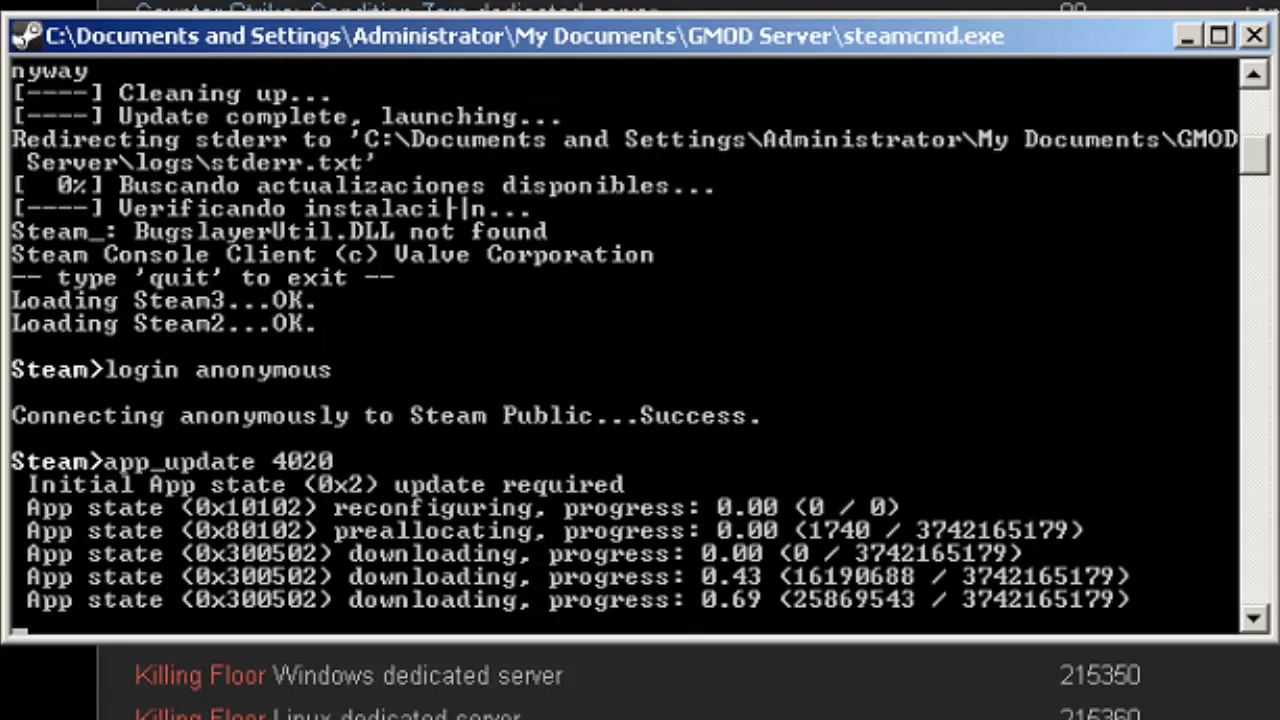 C:\Documents and Settings\Administrator\My Documents\GMOD Server\steamcmd.exe
nyway
[----] Cleaning up...
[----] Update complete, launching...
Redirecting stderr to 'C:\Documents and Settings\Administrator\My Documents\GMOD
Server\logs\stderr.txt'
[  0%] Buscando actualizaciones disponibles...
[----] Verificando instalaci├│n...
Steam_: BugslayerUtil.DLL not found
Steam Console Client (c) Valve Corporation
-- type 'quit' to exit --
Loading Steam3...OK.
Loading Steam2...OK.
Steam>login anonymous
Connecting anonymously to Steam Public...Success.
Steam>app_update 4020
Initial App state (0x2) update required
App state (0x10102) reconfiguring, progress: 0.00 (0 / 0)
App state (0x80102) preallocating, progress: 0.00 (1740 / 3742165179)
App state (0x300502) downloading, progress: 0.00 (0 / 3742165179)
App state (0x300502) downloading, progress: 0.43 (16190688 / 3742165179)
App state (0x300502) downloading, progress: 0.69 (25869543 / 3742165179)
Killing Floor Windows dedicated server 215350
Killing Floor Linux dedicated server 215360